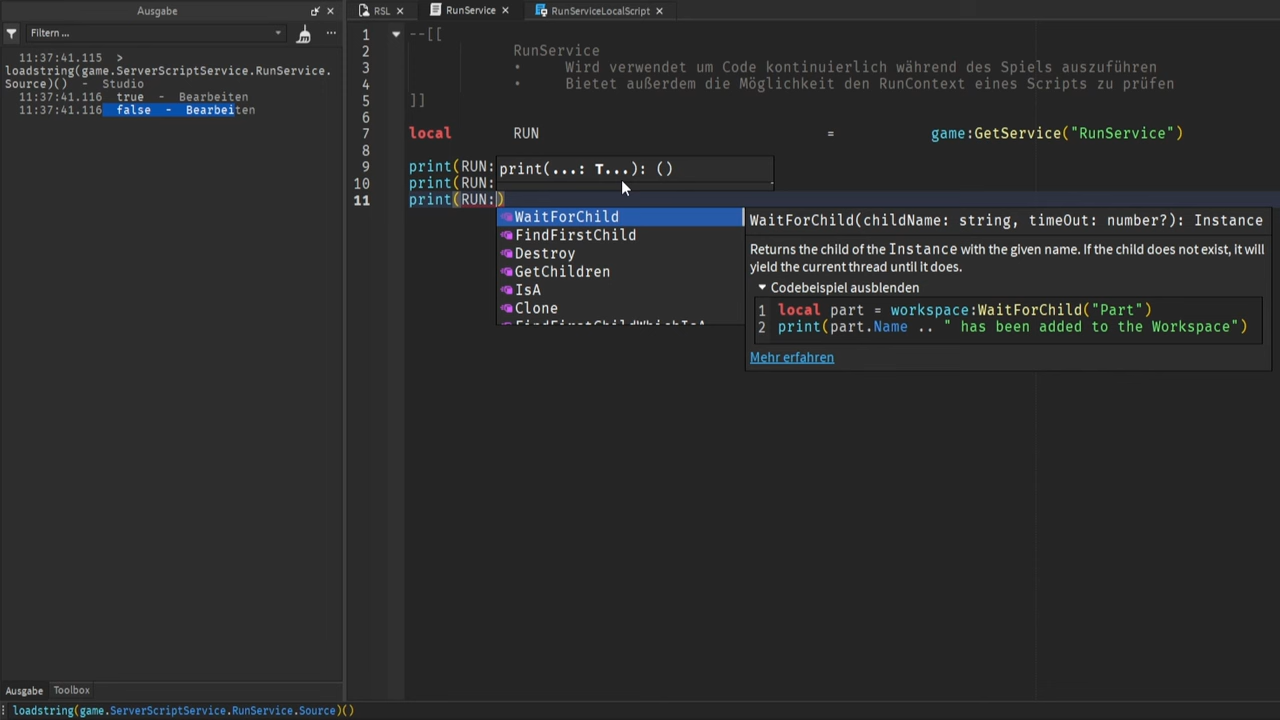 Ausgabe
Filtern ...
11:37:41.115 >
loadstring(game.ServerScriptService.RunService.
Source)() - Studio
11:37:41.116 true - Bearbeiten
11:37:41.116 false - Bearbeiten
RSL
RunService
RunServiceLocalScript
1 --[[
2 RunService
3 • Wird verwendet um Code kontinuierlich während des Spiels auszuführen
4 • Bietet außerdem die Möglichkeit den RunContext eines Scripts zu prüfen
5 ]]
6
7 local RUN = game:GetService("RunService")
8
9 print(RUN:
10 print(RUN:
11 print(RUN:)
print(...: T...): ()
WaitForChild
FindFirstChild
Destroy
GetChildren
IsA
Clone
FindFirstChildWhichIsA
WaitForChild(childName: string, timeOut: number?): Instance
Returns the child of the Instance with the given name. If the child does not exist, it will
yield the current thread until it does.
Codebeispiel ausblenden
1 local part = workspace:WaitForChild("Part")
2 print(part.Name .. " has been added to the Workspace")
Mehr erfahren
Ausgabe
Toolbox
loadstring(game.ServerScriptService.RunService.Source)()